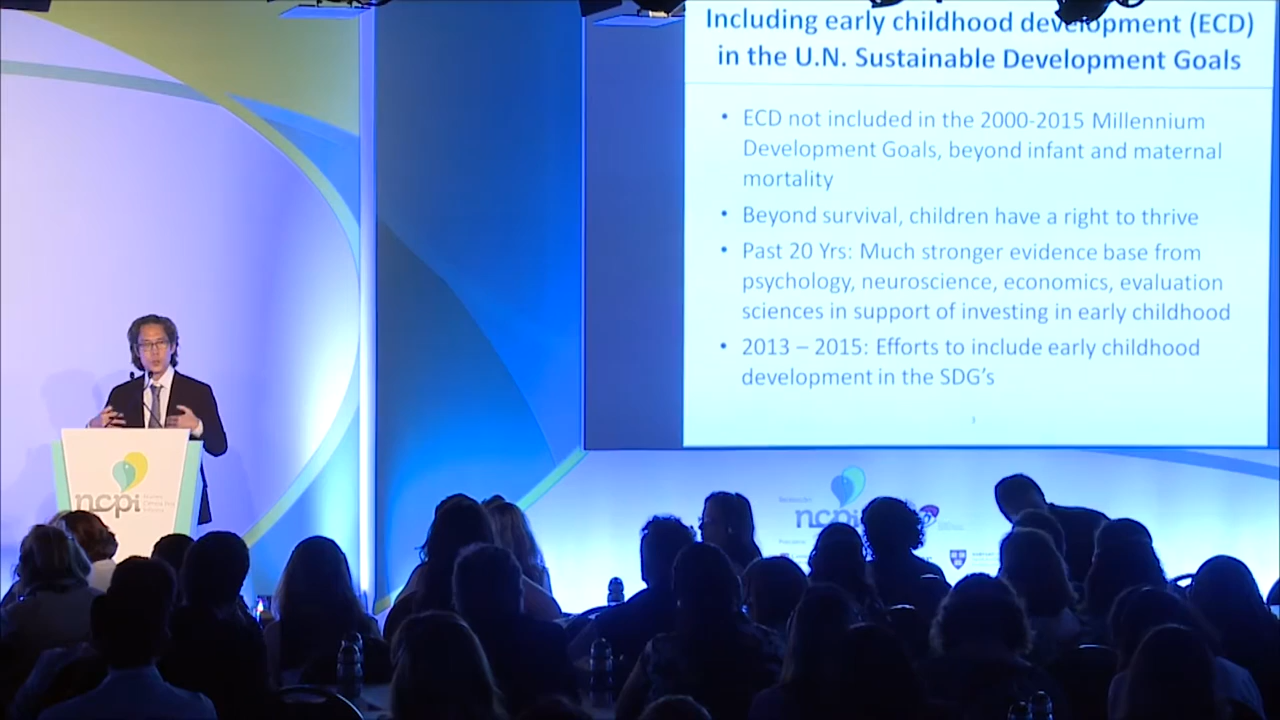 Including early childhood development (ECD)
in the U.N. Sustainable Development Goals
• ECD not included in the 2000-2015 Millennium
Development Goals, beyond infant and maternal
mortality
• Beyond survival, children have a right to thrive
• Past 20 Yrs: Much stronger evidence base from
psychology, neuroscience, economics, evaluation
sciences in support of investing in early childhood
• 2013 – 2015: Efforts to include early childhood
development in the SDG's
3
ncpi
ncpi